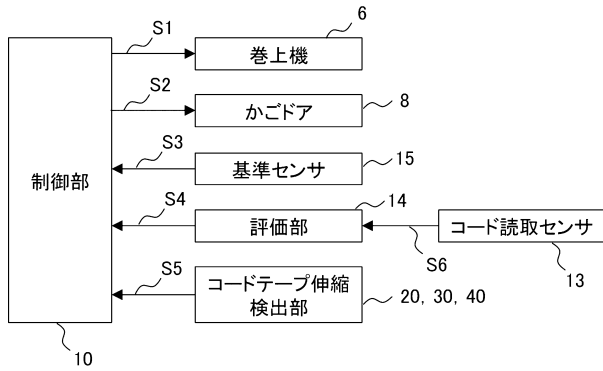 6
S1
巻上機
S2
かごドア
8
S3
基準センサ
15
制御部
14
S4
評価部
コード読取センサ
S6
13
S5
コードテープ伸縮
検出部
20, 30, 40
10